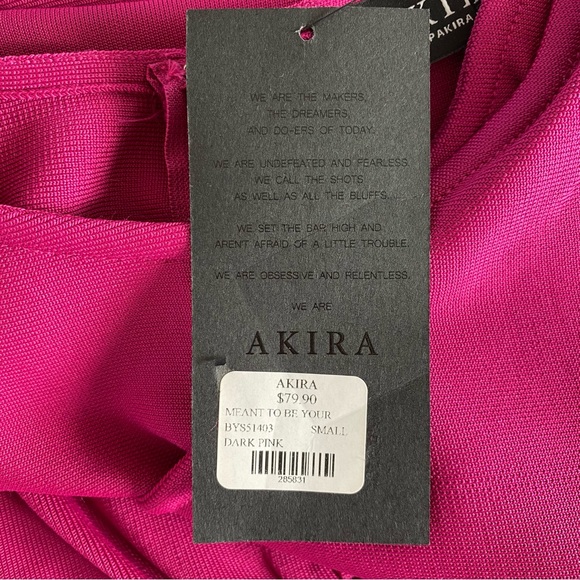 PAKIRA
WE ARE THE MAKERS,
THE DREAMERS,
AND DO-ERS OF TODAY.
WE ARE UNDEFEATED AND FEARLESS.
WE CALL THE SHOTS
AS WELL AS ALL THE BLUFFS....
WE SET THE BAR HIGH AND
AREN'T AFRAID OF A LITTLE TROUBLE.
WE ARE OBSESSIVE AND RELENTLESS.
WE ARE
AKIRA
AKIRA
$79.90
MEANT TO BE YOUR
BYS51403 SMALL
DARK PINK
285831